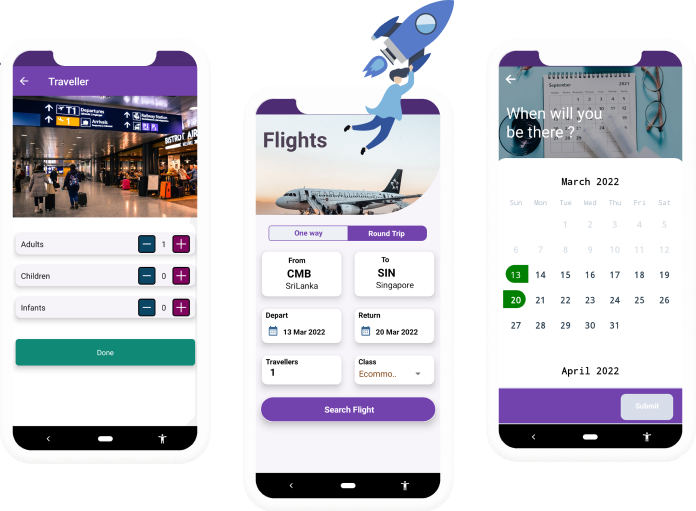 Traveller
T1 Departures
Arrivals
Railway Station
BISTROT AIR
Adults 1
Children 0
Infants 0
Done
Flights
One way Round Trip
From To
CMB SIN
SriLanka Singapore
Depart Return
13 Mar 2022 20 Mar 2022
Travellers Class
1 Ecommo..
Search Flight
September 2021
When will you
be there ?
March 2022
Sun Mon Tue Wed Thu Fri Sat
1 2 3 4 5
6 7 8 9 10 11 12
13 14 15 16 17 18 19
20 21 22 23 24 25 26
27 28 29 30 31
April 2022
Submit